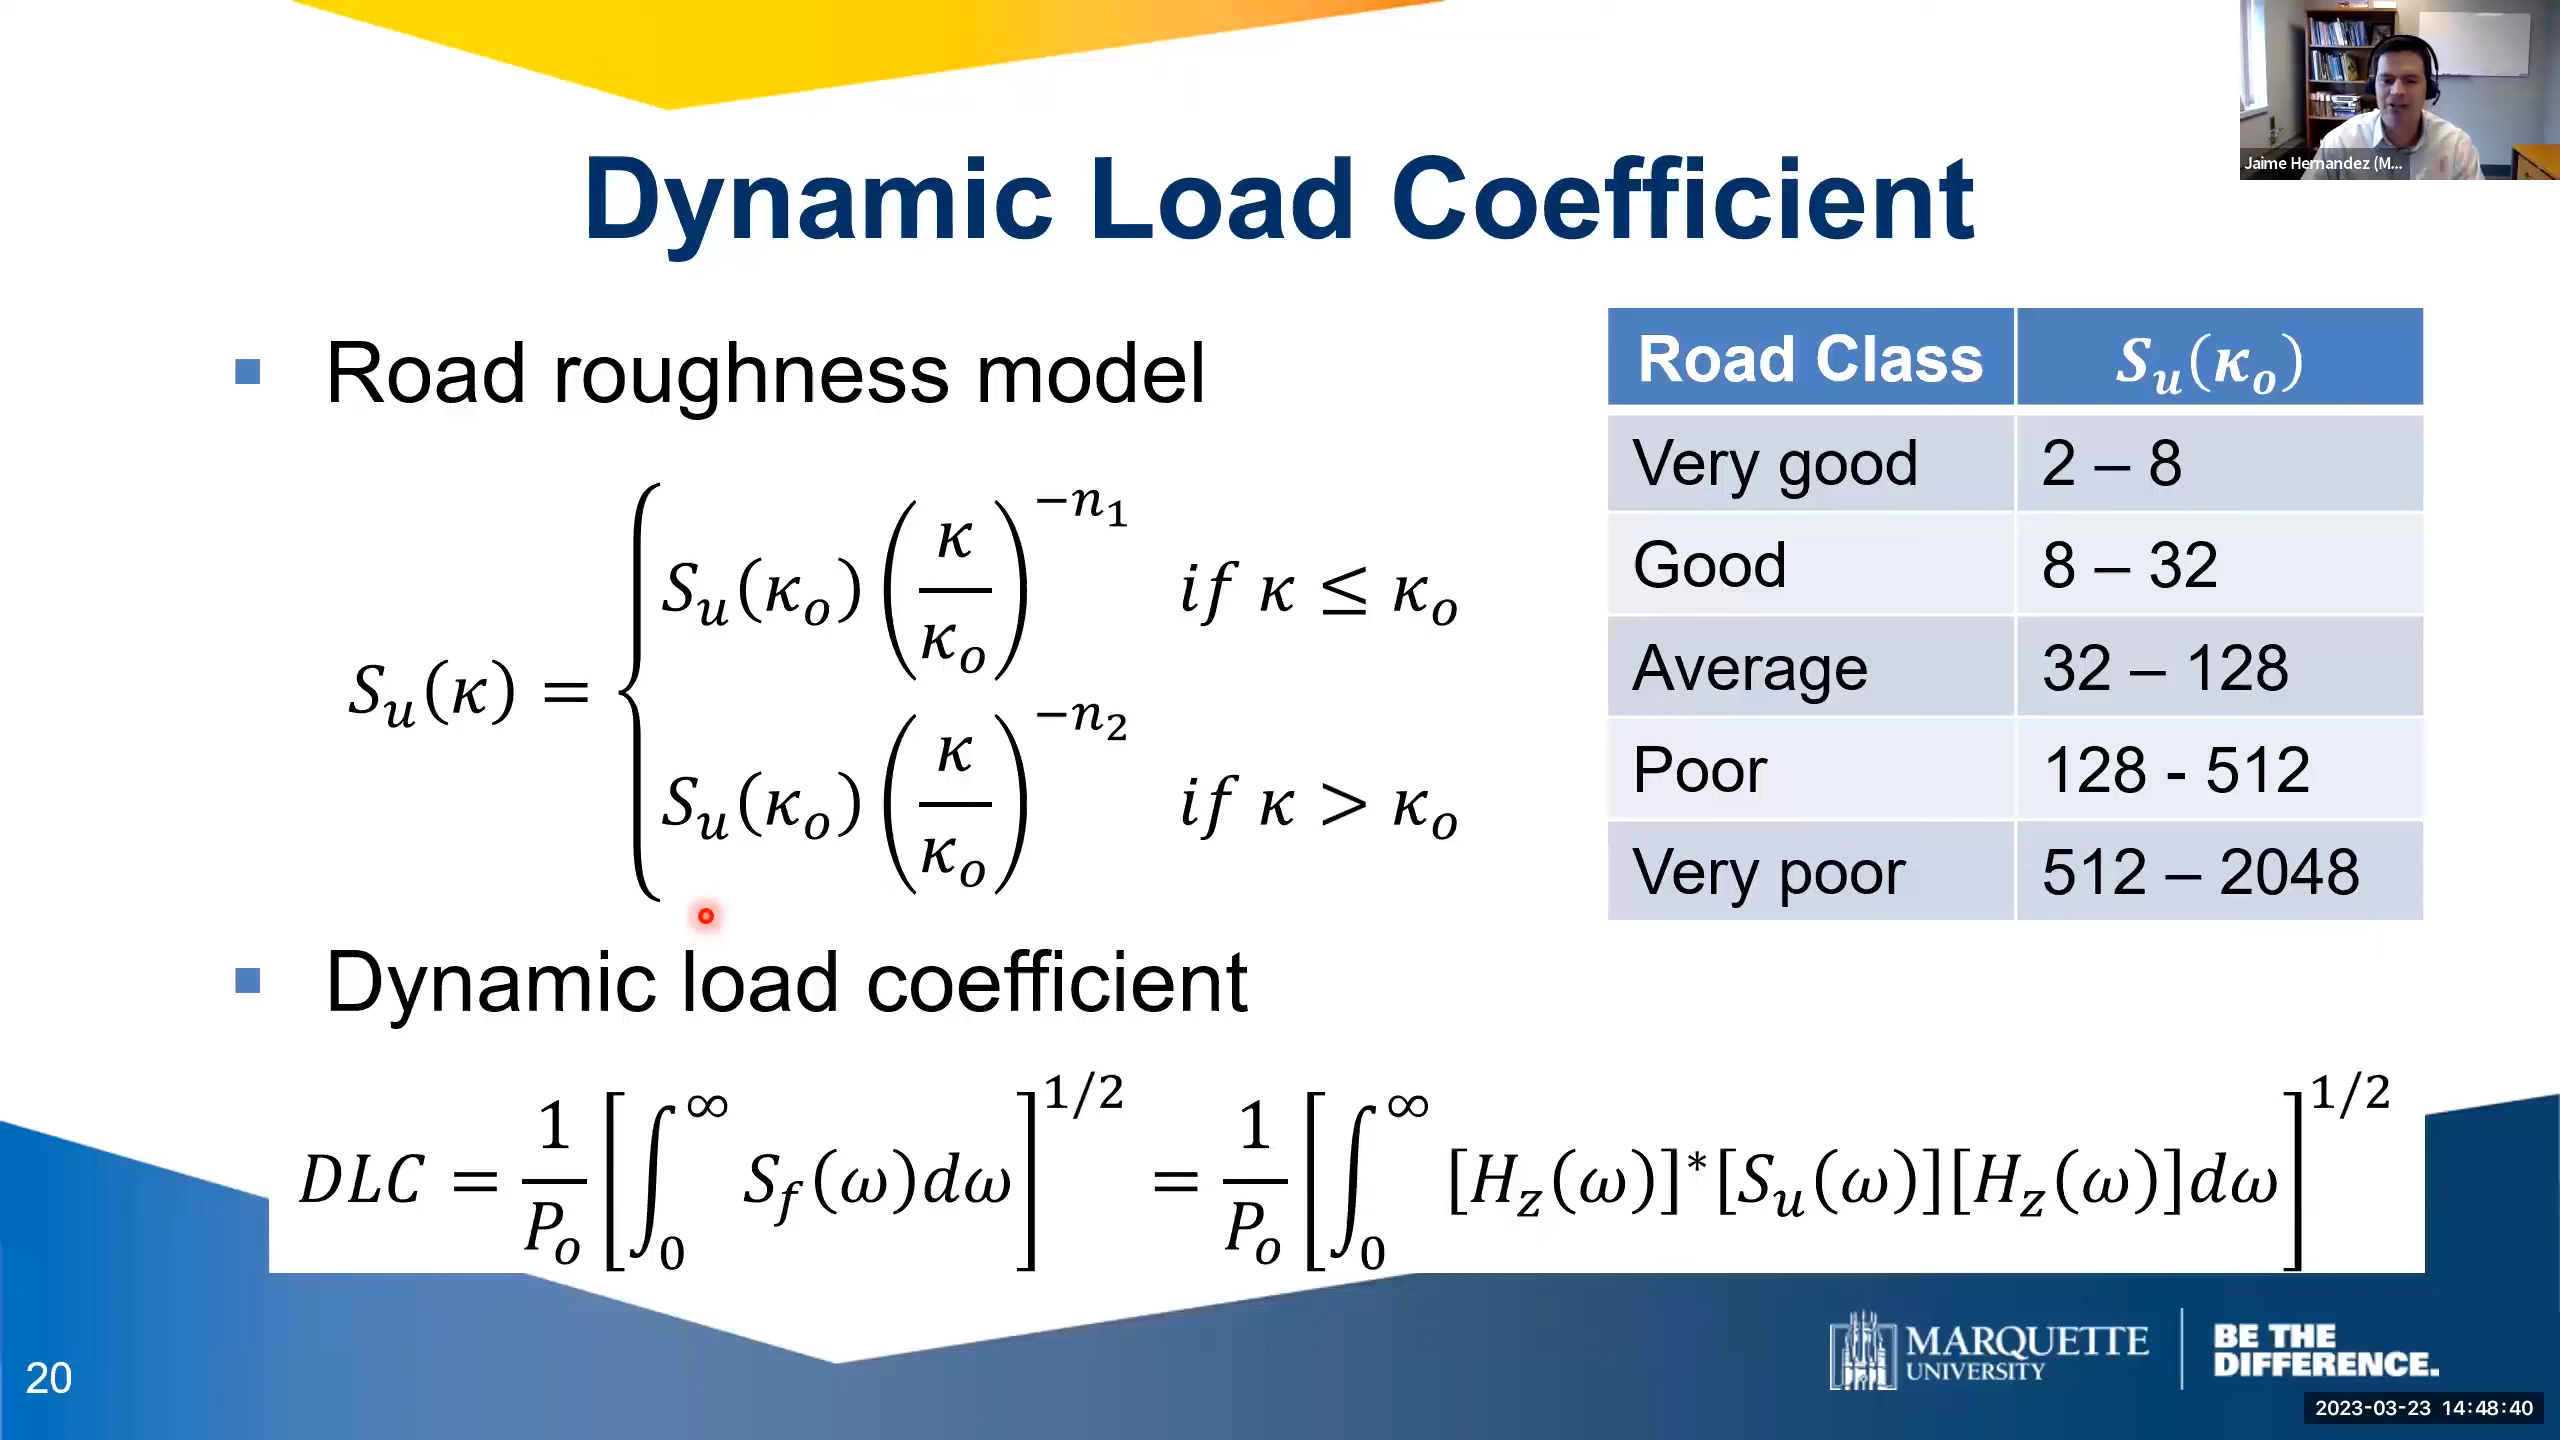 Jaime Hernandez (M...
Dynamic Load Coefficient
▪ Road roughness model
S_u(κ) = { S_u(κ_o) (κ/κ_o)^{-n_1} if κ ≤ κ_o
S_u(κ_o) (κ/κ_o)^{-n_2} if κ > κ_o
Road Class S_u(κ_o)
Very good 2 – 8
Good 8 – 32
Average 32 – 128
Poor 128 - 512
Very poor 512 – 2048
▪ Dynamic load coefficient
DLC = 1/P_o [∫_0^∞ S_f(ω)dω]^{1/2} = 1/P_o [∫_0^∞ [H_z(ω)]*[S_u(ω)][H_z(ω)]dω]^{1/2}
MARQUETTE
UNIVERSITY
BE THE
DIFFERENCE.
20
2023-03-23 14:48:40